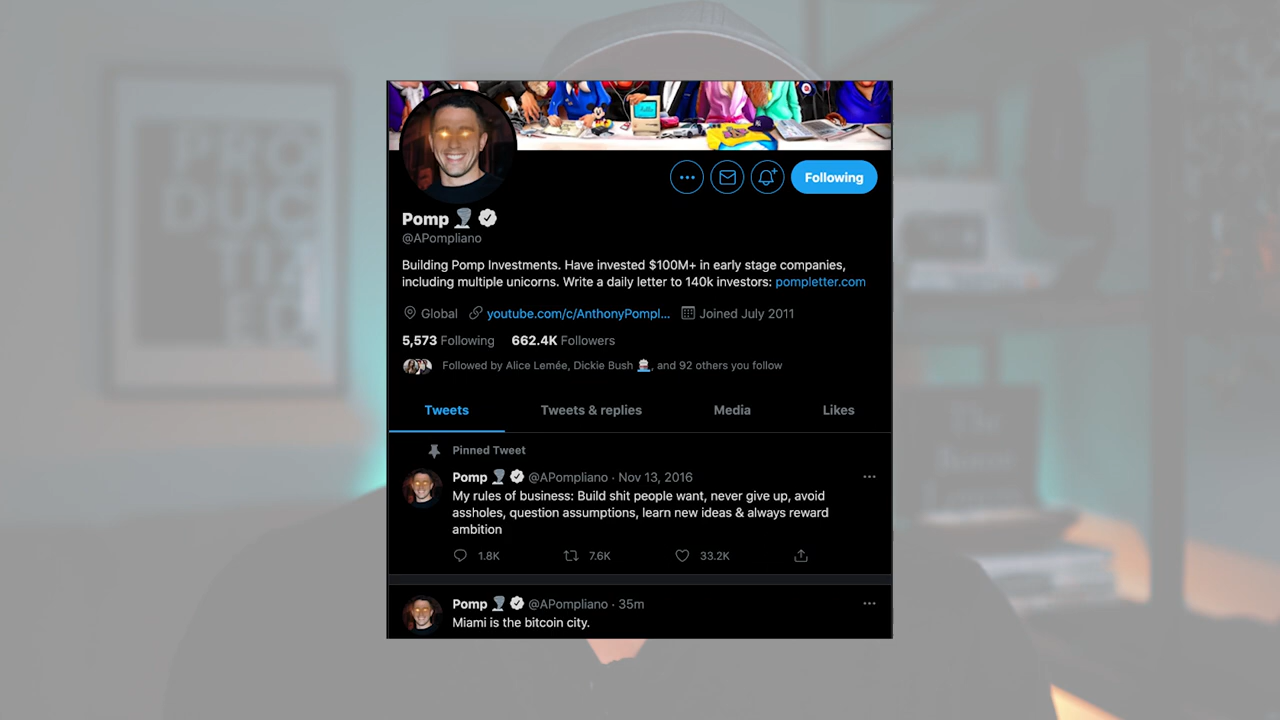 PRO
DUC
TIV
ED
Pomp
@APompliano
Building Pomp Investments. Have invested $100M+ in early stage companies,
including multiple unicorns. Write a daily letter to 140k investors: pompletter.com
Global youtube.com/c/AnthonyPompl... Joined July 2011
5,573 Following 662.4K Followers
Followed by Alice Lemée, Dickie Bush 🤖, and 92 others you follow
Following
Tweets Tweets & replies Media Likes
Pinned Tweet
Pomp 🌪 @APompliano · Nov 13, 2016
My rules of business: Build shit people want, never give up, avoid
assholes, question assumptions, learn new ideas & always reward
ambition
1.8K 7.6K 33.2K
Pomp 🌪 @APompliano · 35m
Miami is the bitcoin city.